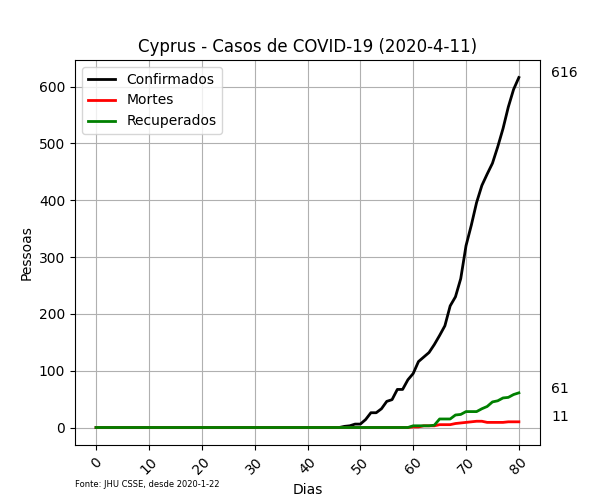 Cyprus - Casos de COVID-19 (2020-4-11)
Confirmados
Mortes
Recuperados
Pessoas
600
500
400
300
200
100
0
616
61
11
0
10
20
30
40
50
60
70
80
Dias
Fonte: JHU CSSE, desde 2020-1-22